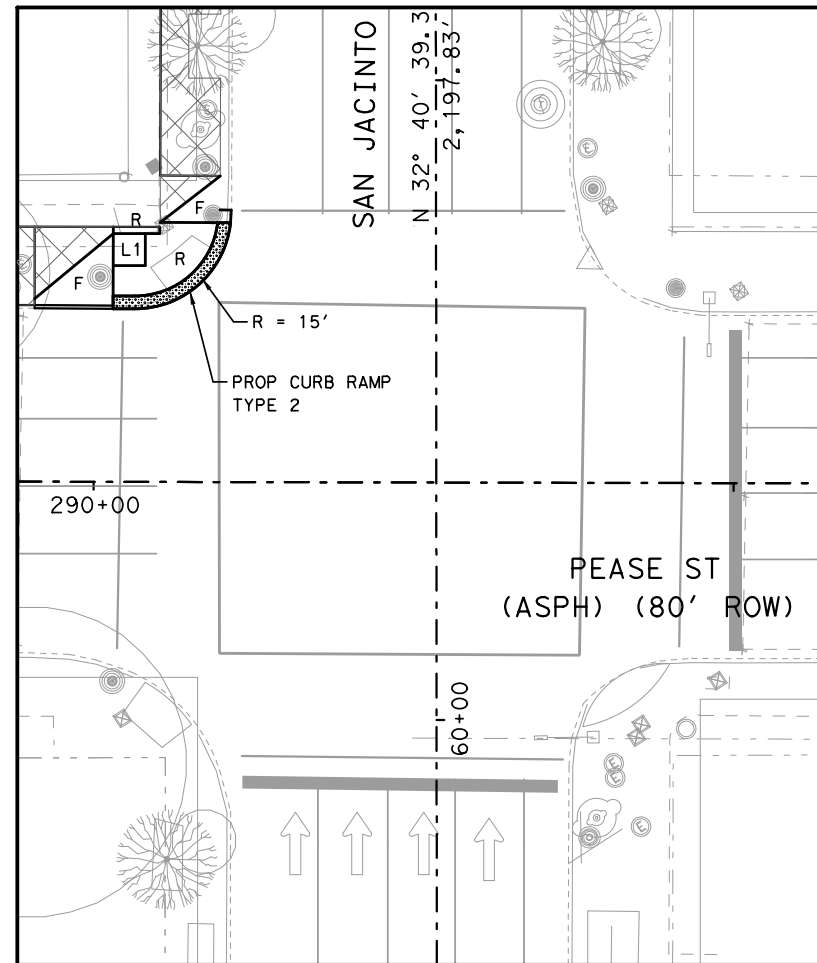 SAN JACINTO
N 32° 40' 39.3
2,197.83'
E
E
E
R
F
L1
R
F
R = 15'
PROP CURB RAMP
TYPE 2
290+00
PEASE ST
(ASPH) (80' ROW)
60+00
E
E
E